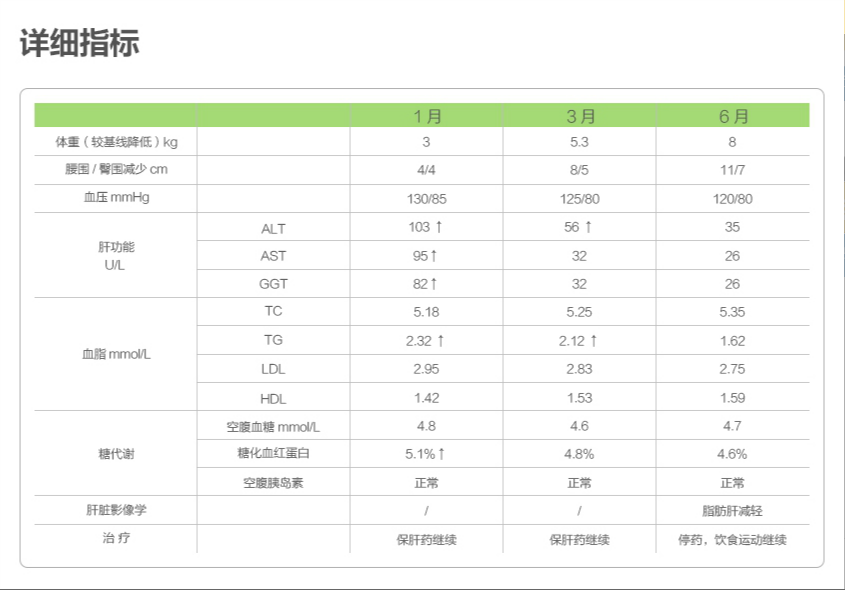 详细指标
1月 3月 6月
体重（较基线降低）kg 3 5.3 8
腰围/臀围减少 cm 4/4 8/5 11/7
血压 mmHg 130/85 125/80 120/80
肝功能 U/L ALT 103 ↑ 56 ↑ 35
AST 95↑ 32 26
GGT 82↑ 32 26
血脂 mmol/L TC 5.18 5.25 5.35
TG 2.32 ↑ 2.12 ↑ 1.62
LDL 2.95 2.83 2.75
HDL 1.42 1.53 1.59
糖代谢 空腹血糖 mmol/L 4.8 4.6 4.7
糖化血红蛋白 5.1%↑ 4.8% 4.6%
空腹胰岛素 正常 正常 正常
肝脏影像学 / / 脂肪肝减轻
治疗 保肝药继续 保肝药继续 停药，饮食运动继续